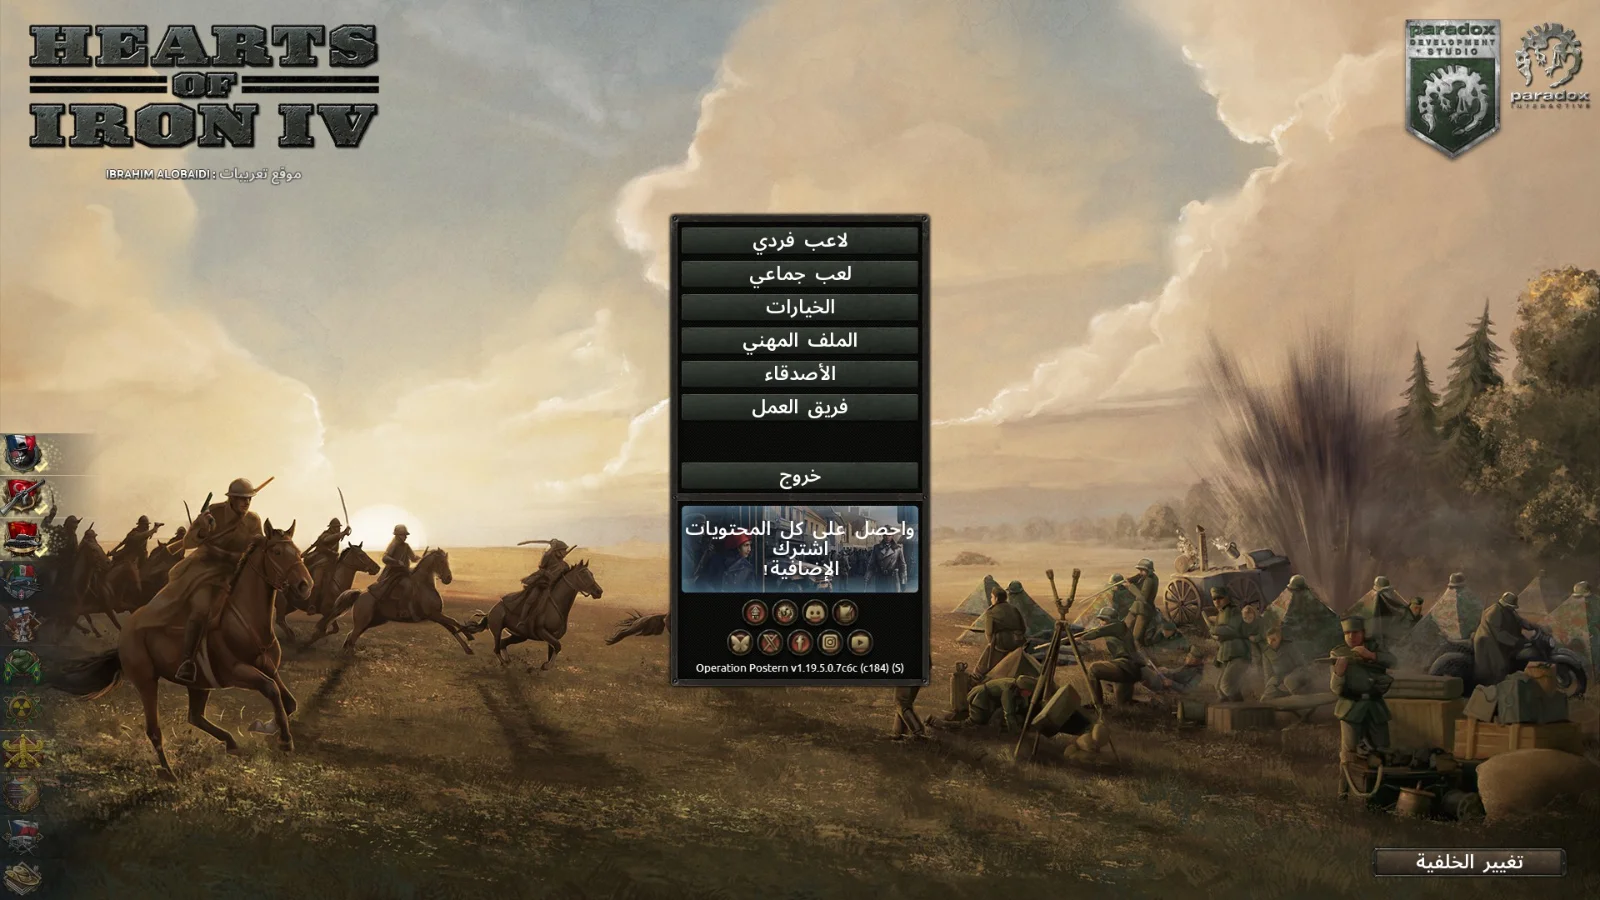 HEARTS
OF
IRON IV
موقع تعريبات : IBRAHIM ALOBAIDI
paradox
DEVELOPMENT
STUDIO
paradox
INTERACTIVE
لاعب فردي
لعب جماعي
الخيارات
الملف المهني
الأصدقاء
فريق العمل
خروج
واحصل على كل المحتويات
اشترك
الإضافية!
Operation Postern v1.19.5.0.7c6c (c184) (5)
تغيير الخلفية